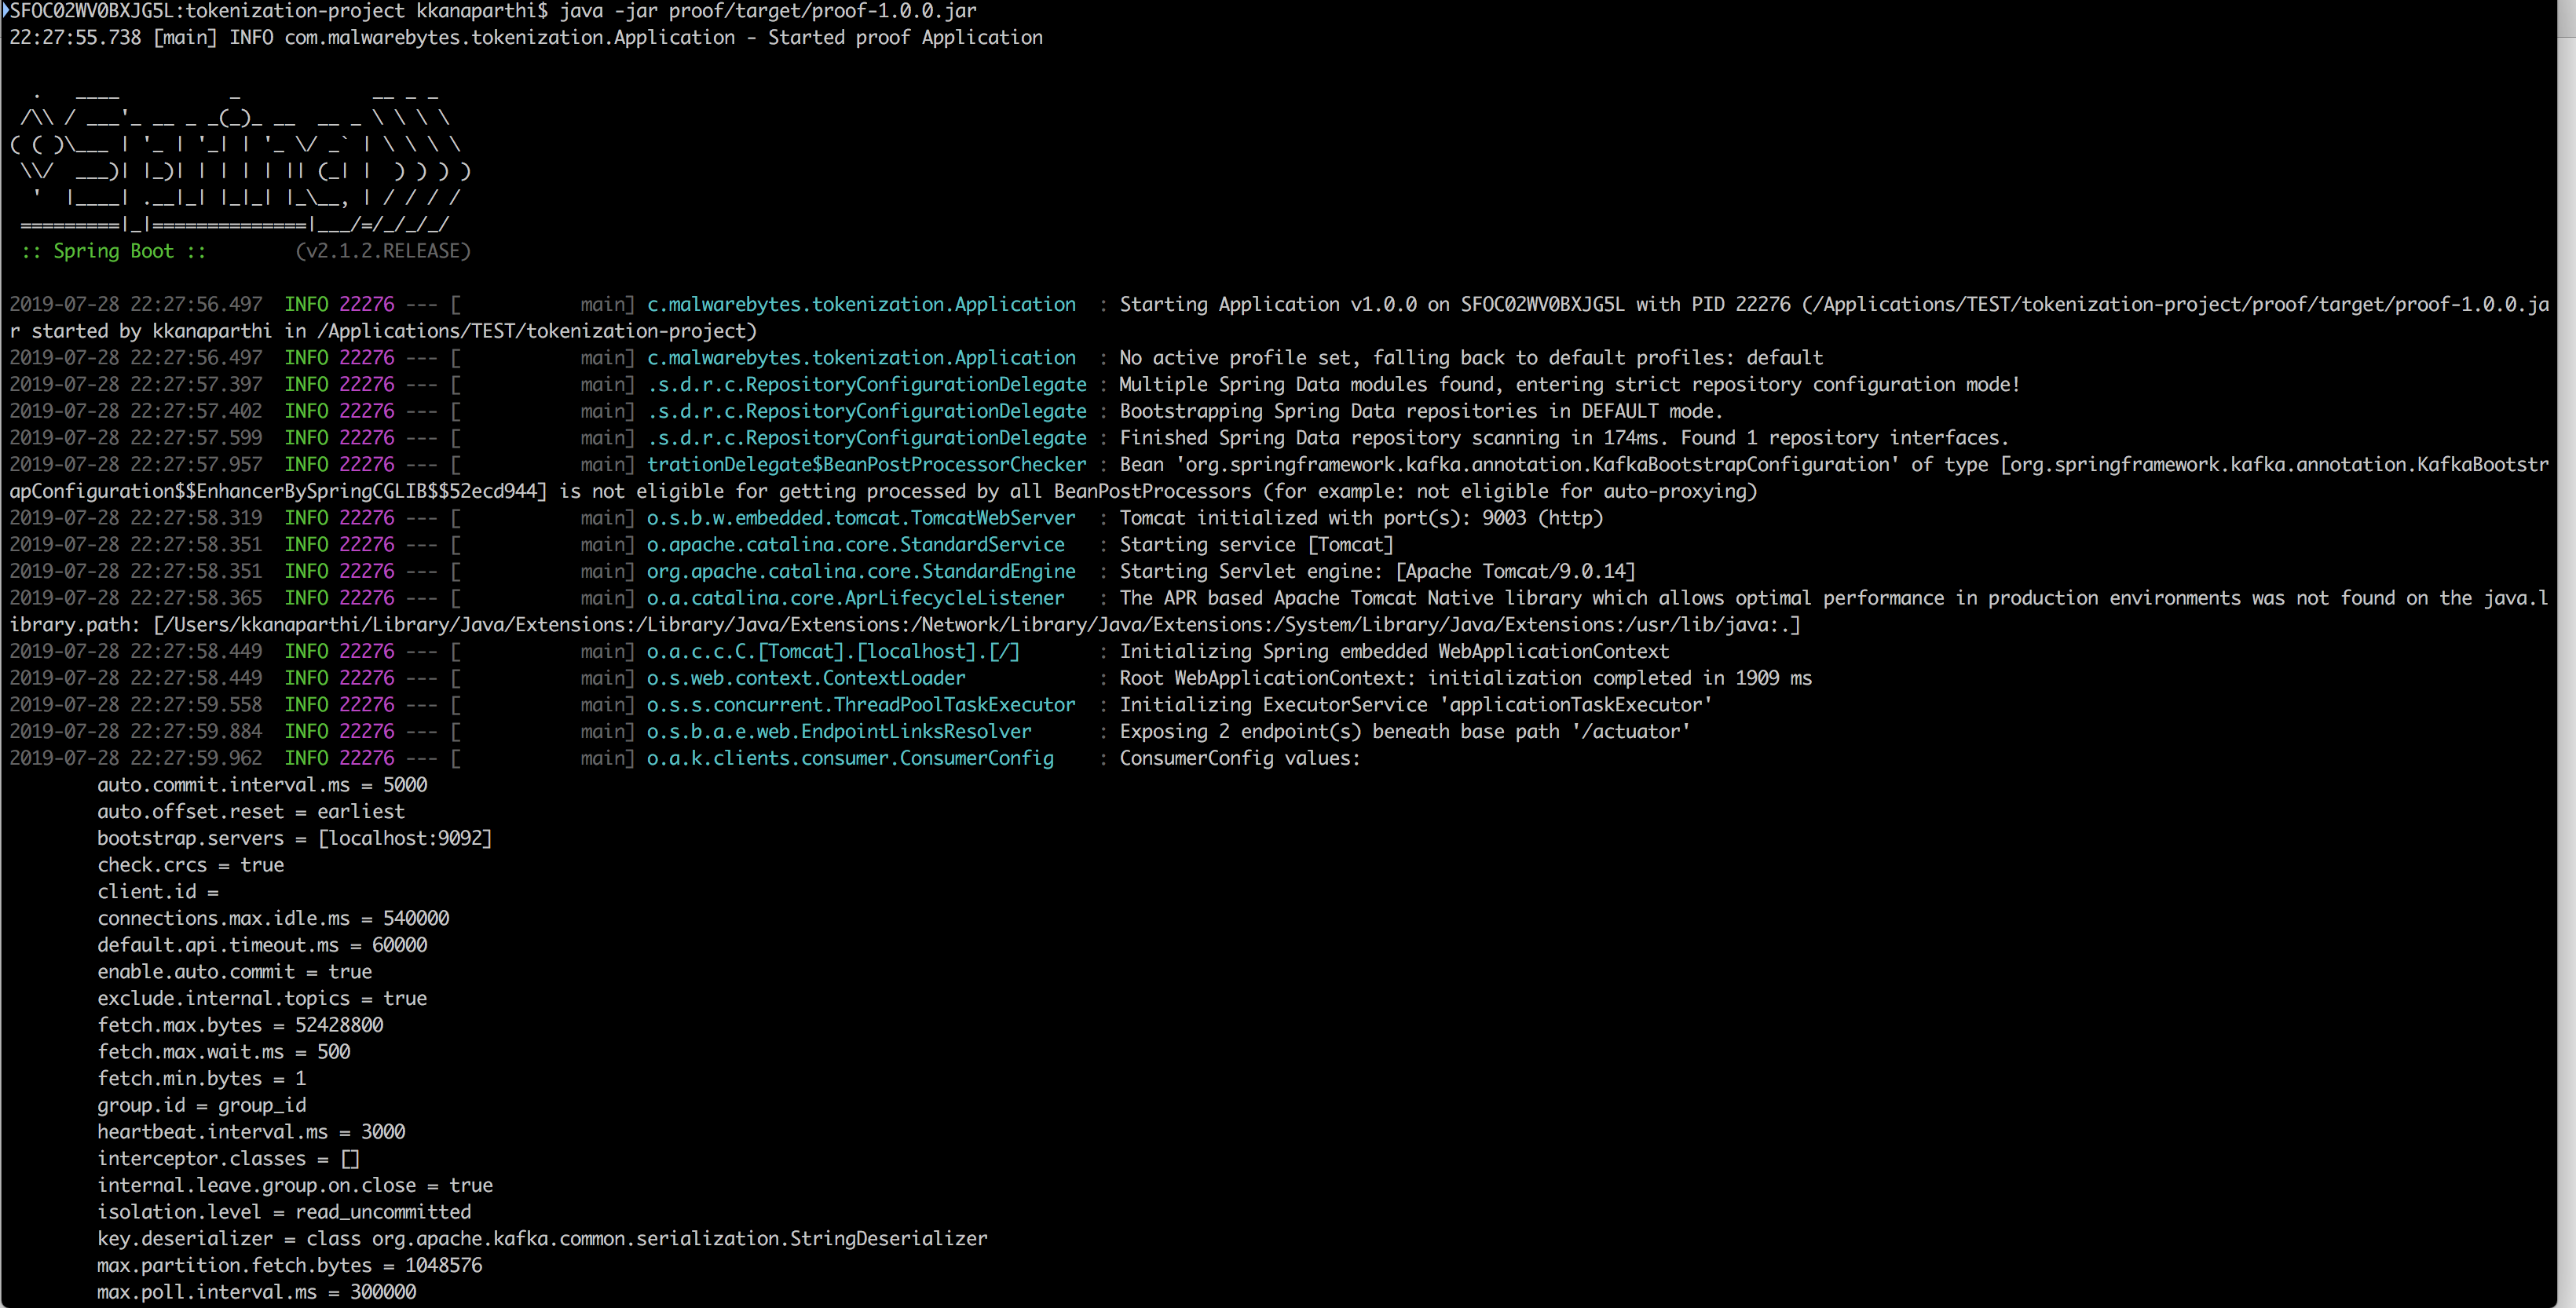 SFOC02WV0BXJG5L:tokenization-project kkanaparthi$ java -jar proof/target/proof-1.0.0.jar
22:27:55.738 [main] INFO com.malwarebytes.tokenization.Application - Started proof Application
  .   ____          _            __ _ _
 /\\ / ___'_ __ _ _(_)_ __  __ _ \ \ \ \
( ( )\___ | '_ | '_| | '_ \/ _` | \ \ \ \
 \\/  ___)| |_)| | | | | || (_| |  ) ) ) )
  '  |____| .__|_| |_|_| |_\__, | / / / /
 =========|_|==============|___/=/_/_/_/
 :: Spring Boot ::        (v2.1.2.RELEASE)
2019-07-28 22:27:56.497  INFO 22276 --- [           main] c.malwarebytes.tokenization.Application  : Starting Application v1.0.0 on SFOC02WV0BXJG5L with PID 22276 (/Applications/TEST/tokenization-project/proof/target/proof-1.0.0.ja
r started by kkanaparthi in /Applications/TEST/tokenization-project)
2019-07-28 22:27:56.497  INFO 22276 --- [           main] c.malwarebytes.tokenization.Application  : No active profile set, falling back to default profiles: default
2019-07-28 22:27:57.397  INFO 22276 --- [           main] .s.d.r.c.RepositoryConfigurationDelegate : Multiple Spring Data modules found, entering strict repository configuration mode!
2019-07-28 22:27:57.402  INFO 22276 --- [           main] .s.d.r.c.RepositoryConfigurationDelegate : Bootstrapping Spring Data repositories in DEFAULT mode.
2019-07-28 22:27:57.599  INFO 22276 --- [           main] .s.d.r.c.RepositoryConfigurationDelegate : Finished Spring Data repository scanning in 174ms. Found 1 repository interfaces.
2019-07-28 22:27:57.957  INFO 22276 --- [           main] trationDelegate$BeanPostProcessorChecker : Bean 'org.springframework.kafka.annotation.KafkaBootstrapConfiguration' of type [org.springframework.kafka.annotation.KafkaBootstr
apConfiguration$$EnhancerBySpringCGLIB$$52ecd944] is not eligible for getting processed by all BeanPostProcessors (for example: not eligible for auto-proxying)
2019-07-28 22:27:58.319  INFO 22276 --- [           main] o.s.b.w.embedded.tomcat.TomcatWebServer  : Tomcat initialized with port(s): 9003 (http)
2019-07-28 22:27:58.351  INFO 22276 --- [           main] o.apache.catalina.core.StandardService   : Starting service [Tomcat]
2019-07-28 22:27:58.351  INFO 22276 --- [           main] org.apache.catalina.core.StandardEngine  : Starting Servlet engine: [Apache Tomcat/9.0.14]
2019-07-28 22:27:58.365  INFO 22276 --- [           main] o.a.catalina.core.AprLifecycleListener   : The APR based Apache Tomcat Native library which allows optimal performance in production environments was not found on the java.l
ibrary.path: [/Users/kkanaparthi/Library/Java/Extensions:/Library/Java/Extensions:/Network/Library/Java/Extensions:/System/Library/Java/Extensions:/usr/lib/java:.]
2019-07-28 22:27:58.449  INFO 22276 --- [           main] o.a.c.c.C.[Tomcat].[localhost].[/]       : Initializing Spring embedded WebApplicationContext
2019-07-28 22:27:58.449  INFO 22276 --- [           main] o.s.web.context.ContextLoader            : Root WebApplicationContext: initialization completed in 1909 ms
2019-07-28 22:27:59.558  INFO 22276 --- [           main] o.s.s.concurrent.ThreadPoolTaskExecutor  : Initializing ExecutorService 'applicationTaskExecutor'
2019-07-28 22:27:59.884  INFO 22276 --- [           main] o.s.b.a.e.web.EndpointLinksResolver      : Exposing 2 endpoint(s) beneath base path '/actuator'
2019-07-28 22:27:59.962  INFO 22276 --- [           main] o.a.k.clients.consumer.ConsumerConfig    : ConsumerConfig values:
        auto.commit.interval.ms = 5000
        auto.offset.reset = earliest
        bootstrap.servers = [localhost:9092]
        check.crcs = true
        client.id =
        connections.max.idle.ms = 540000
        default.api.timeout.ms = 60000
        enable.auto.commit = true
        exclude.internal.topics = true
        fetch.max.bytes = 52428800
        fetch.max.wait.ms = 500
        fetch.min.bytes = 1
        group.id = group_id
        heartbeat.interval.ms = 3000
        interceptor.classes = []
        internal.leave.group.on.close = true
        isolation.level = read_uncommitted
        key.deserializer = class org.apache.kafka.common.serialization.StringDeserializer
        max.partition.fetch.bytes = 1048576
        max.poll.interval.ms = 300000